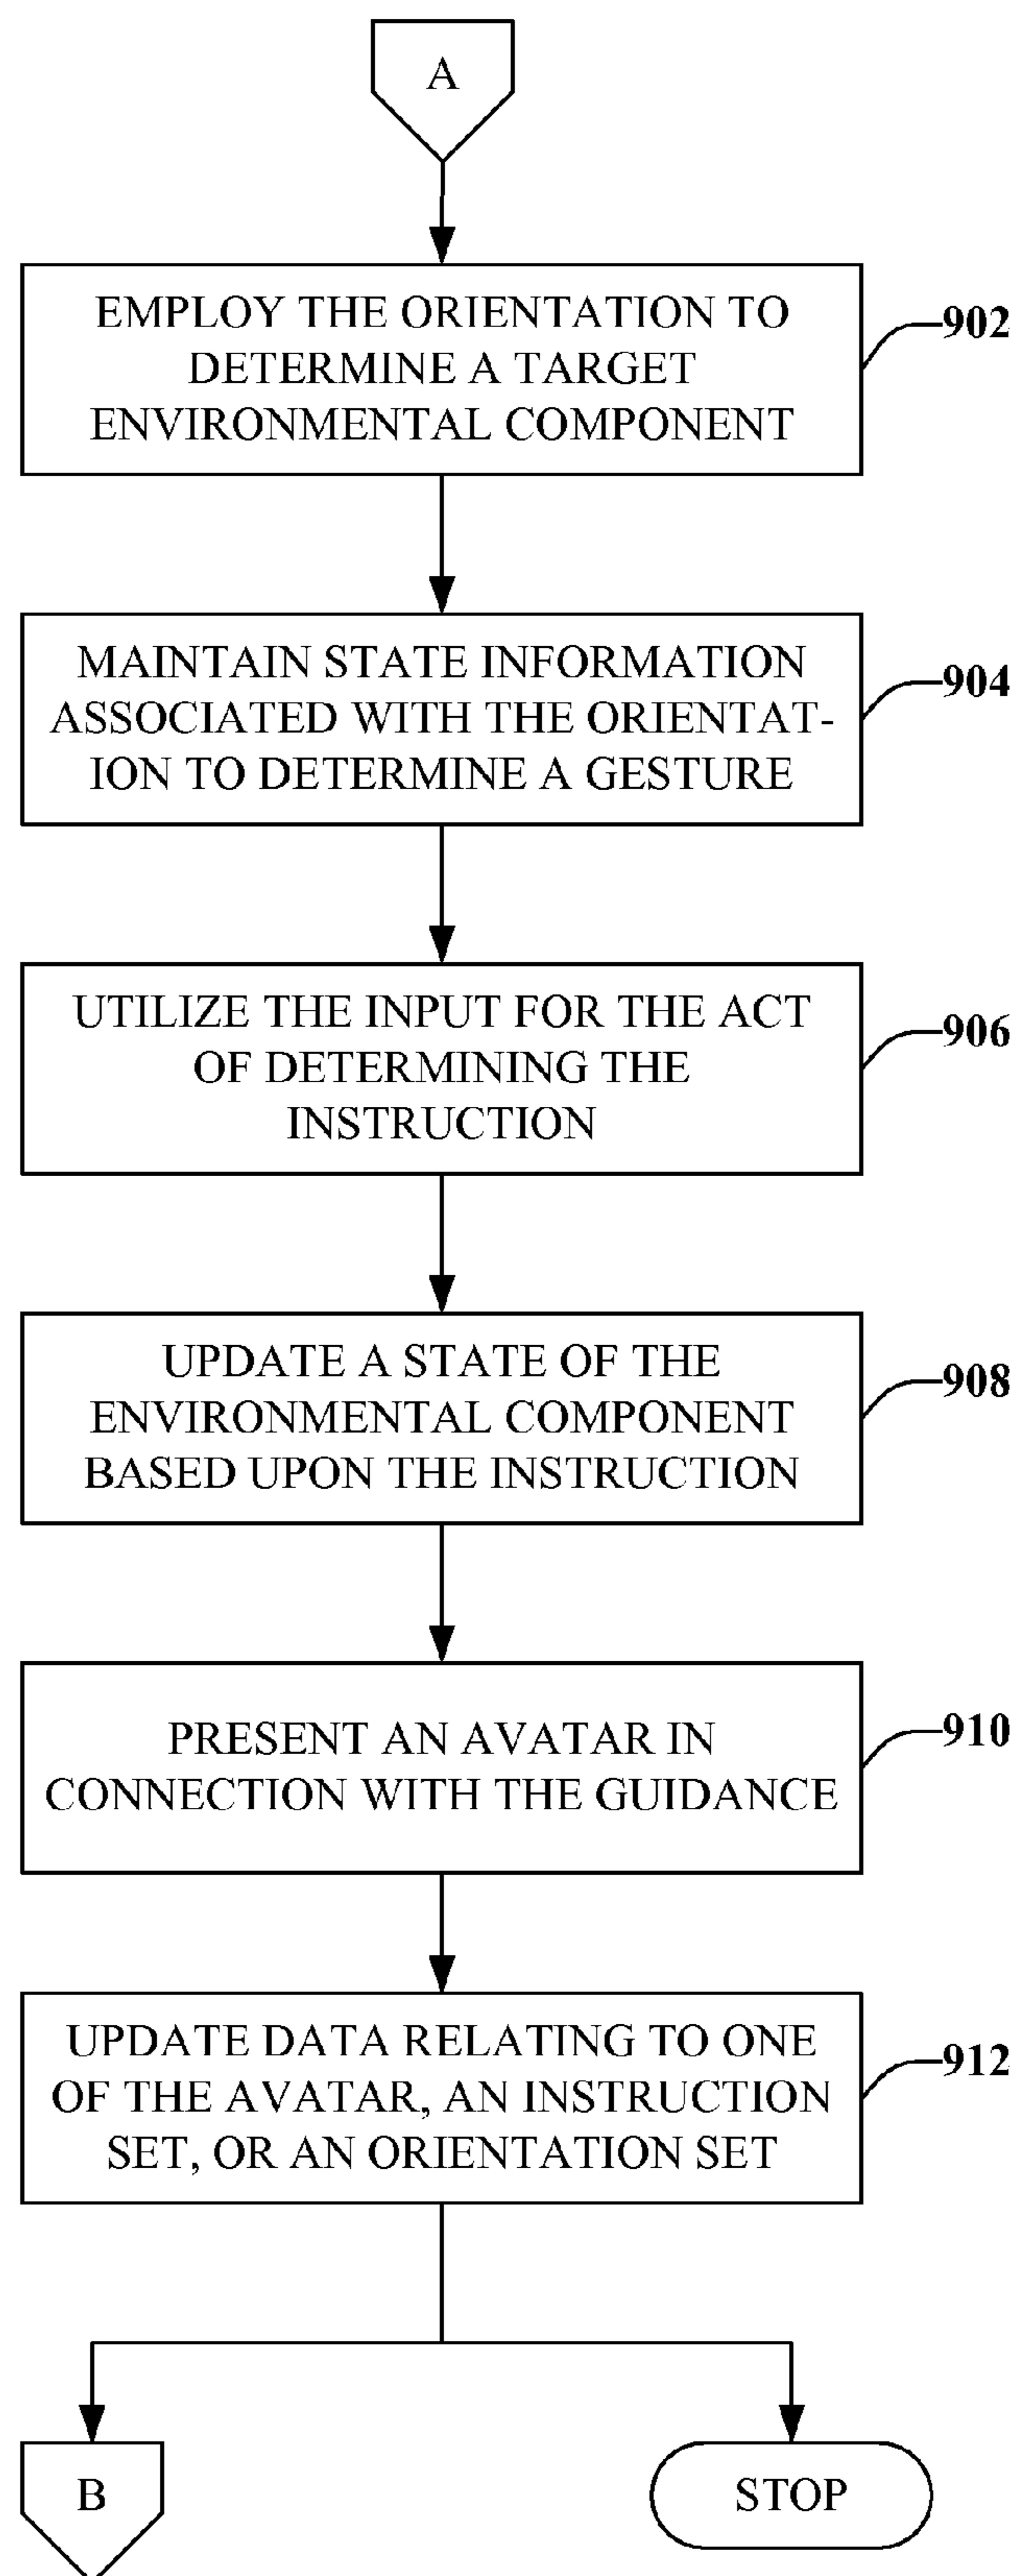 A
EMPLOY THE ORIENTATION TO
DETERMINE A TARGET
ENVIRONMENTAL COMPONENT
902
MAINTAIN STATE INFORMATION
ASSOCIATED WITH THE ORIENTAT-
ION TO DETERMINE A GESTURE
904
UTILIZE THE INPUT FOR THE ACT
OF DETERMINING THE
INSTRUCTION
906
UPDATE A STATE OF THE
ENVIRONMENTAL COMPONENT
BASED UPON THE INSTRUCTION
908
PRESENT AN AVATAR IN
CONNECTION WITH THE GUIDANCE
910
UPDATE DATA RELATING TO ONE
OF THE AVATAR, AN INSTRUCTION
SET, OR AN ORIENTATION SET
912
B
STOP